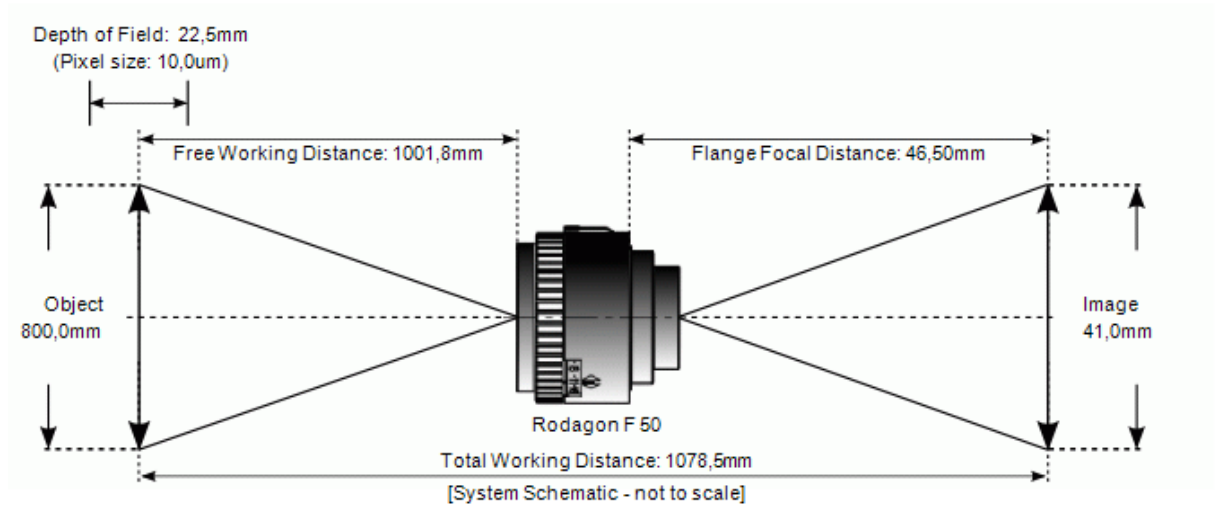 Depth of Field: 22,5mm
(Pixel size: 10,0um)
Free Working Distance: 1001,8mm
Flange Focal Distance: 46,50mm
Object
800,0mm
Image
41,0mm
Rodagon F 50
Total Working Distance: 1078,5mm
[System Schematic - not to scale]